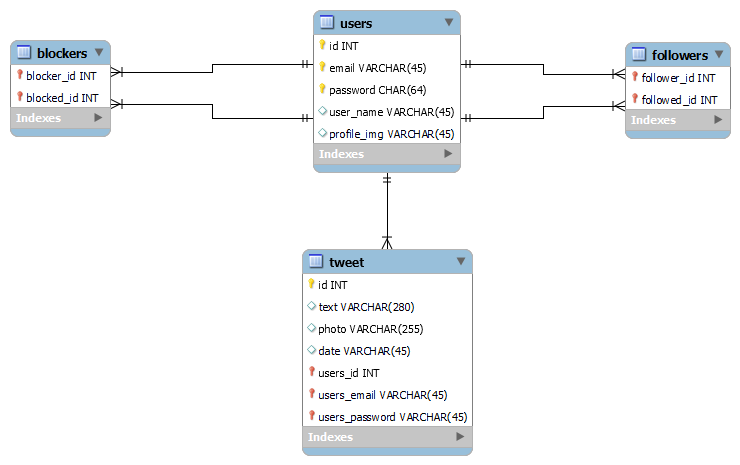 blockers
blocker_id INT
blocked_id INT
Indexes
users
id INT
email VARCHAR(45)
password CHAR(64)
user_name VARCHAR(45)
profile_img VARCHAR(45)
Indexes
followers
follower_id INT
followed_id INT
Indexes
tweet
id INT
text VARCHAR(280)
photo VARCHAR(255)
date VARCHAR(45)
users_id INT
users_email VARCHAR(45)
users_password VARCHAR(45)
Indexes